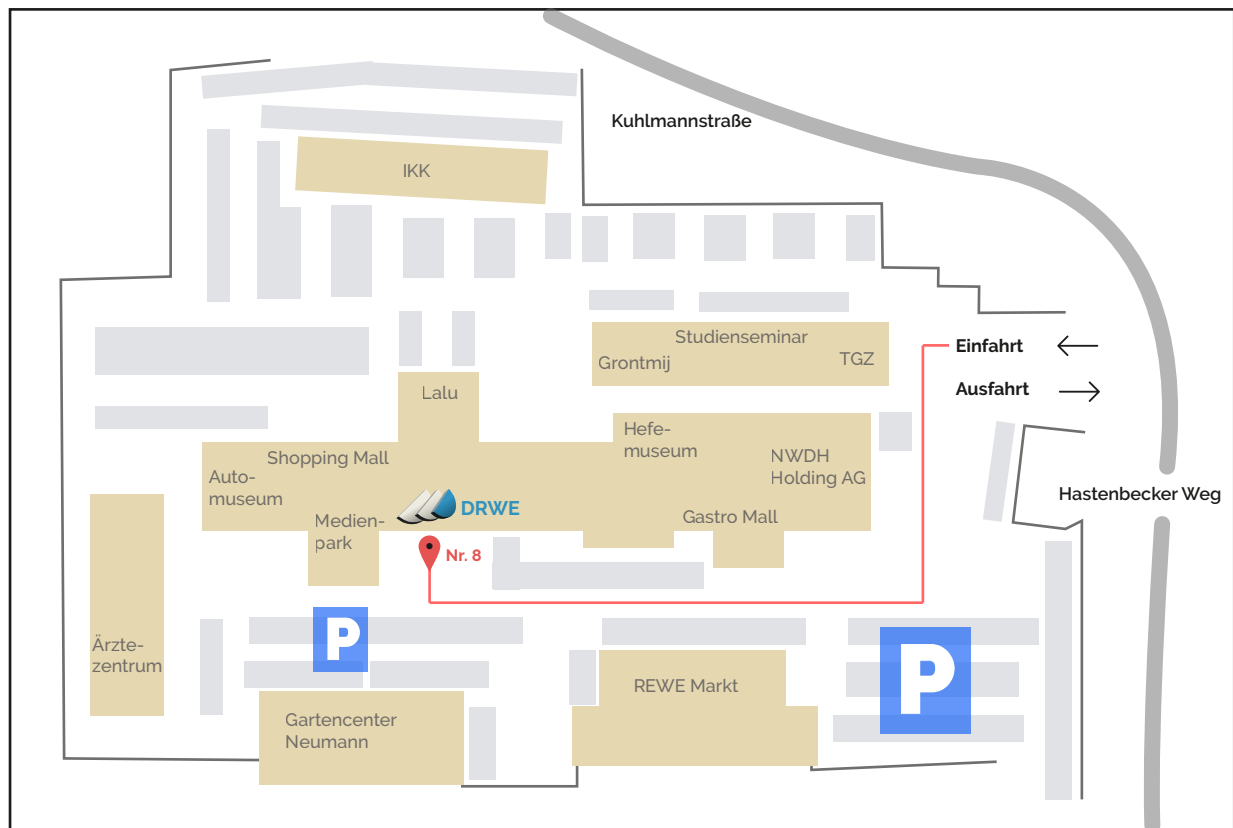 Kuhlmannstraße
IKK
Studienseminar
Grontmij
TGZ
Einfahrt
Ausfahrt
Lalu
Hefe-
museum
Shopping Mall
Auto-
museum
NWDH
Holding AG
Hastenbecker Weg
DRWE
Medien-
park
Gastro Mall
Nr. 8
P
Ärzte-
zentrum
P
REWE Markt
Gartencenter
Neumann